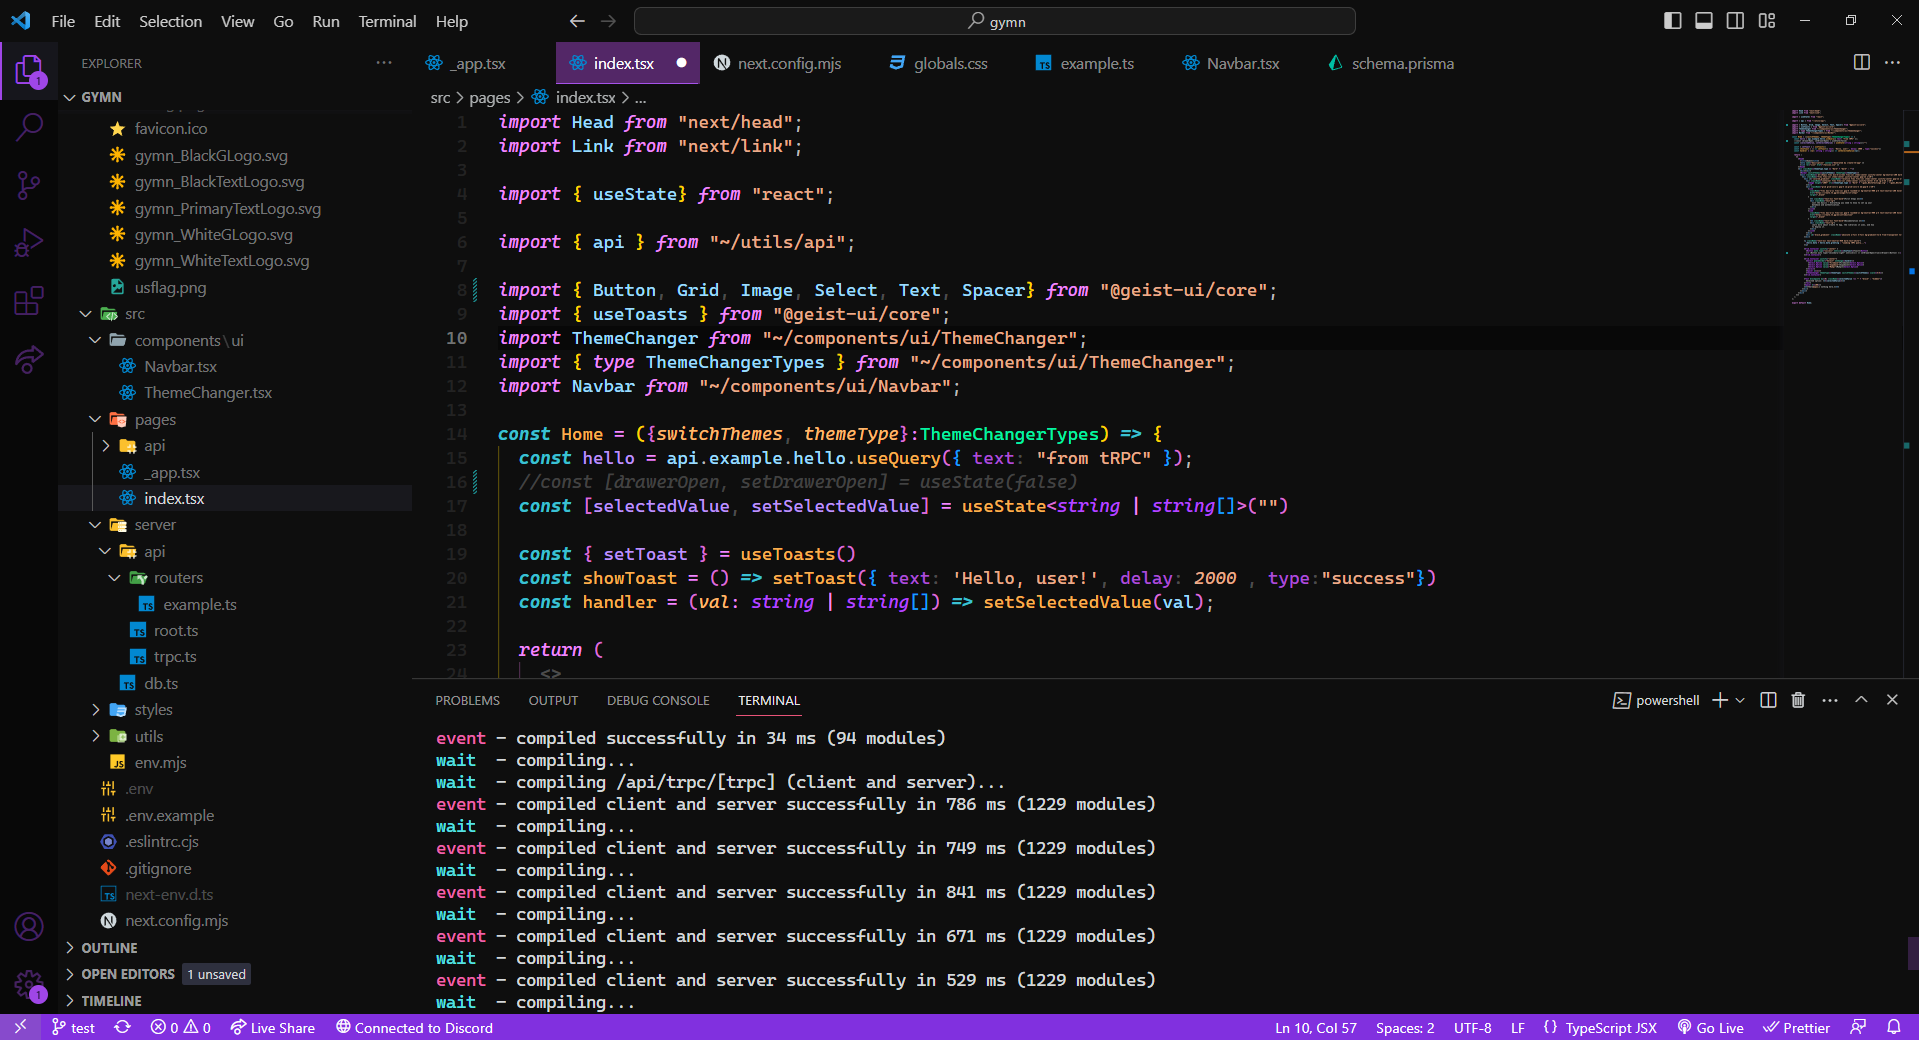 File Edit Selection View Go Run Terminal Help
gymn
EXPLORER
GYMN
favicon.ico
gymn_BlackGLogo.svg
gymn_BlackTextLogo.svg
gymn_PrimaryTextLogo.svg
gymn_WhiteGLogo.svg
gymn_WhiteTextLogo.svg
usflag.png
src
components\ui
Navbar.tsx
ThemeChanger.tsx
pages
api
_app.tsx
index.tsx
server
api
routers
example.ts
root.ts
trpc.ts
db.ts
styles
utils
env.mjs
.env
.env.example
.eslintrc.cjs
.gitignore
next-env.d.ts
next.config.mjs
OUTLINE
OPEN EDITORS 1 unsaved
TIMELINE
_app.tsx index.tsx next.config.mjs globals.css example.ts Navbar.tsx schema.prisma
src > pages > index.tsx > ...
1 import Head from "next/head";
2 import Link from "next/link";
3
4 import { useState} from "react";
5
6 import { api } from "~/utils/api";
7
8 import { Button, Grid, Image, Select, Text, Spacer} from "@geist-ui/core";
9 import { useToasts } from "@geist-ui/core";
10 import ThemeChanger from "~/components/ui/ThemeChanger";
11 import { type ThemeChangerTypes } from "~/components/ui/ThemeChanger";
12 import Navbar from "~/components/ui/Navbar";
13
14 const Home = ({switchThemes, themeType}:ThemeChangerTypes) => {
15 const hello = api.example.hello.useQuery({ text: "from tRPC" });
16 //const [drawerOpen, setDrawerOpen] = useState(false)
17 const [selectedValue, setSelectedValue] = useState<string | string[]>("")
18
19 const { setToast } = useToasts()
20 const showToast = () => setToast({ text: 'Hello, user!', delay: 2000 , type:"success"})
21 const handler = (val: string | string[]) => setSelectedValue(val);
22
23 return (
24 <>
PROBLEMS OUTPUT DEBUG CONSOLE TERMINAL
powershell
event - compiled successfully in 34 ms (94 modules)
wait - compiling...
wait - compiling /api/trpc/[trpc] (client and server)...
event - compiled client and server successfully in 786 ms (1229 modules)
wait - compiling...
event - compiled client and server successfully in 749 ms (1229 modules)
wait - compiling...
event - compiled client and server successfully in 841 ms (1229 modules)
wait - compiling...
event - compiled client and server successfully in 671 ms (1229 modules)
wait - compiling...
event - compiled client and server successfully in 529 ms (1229 modules)
wait - compiling...
test 0 0 Live Share Connected to Discord Ln 10, Col 57 Spaces: 2 UTF-8 LF {} TypeScript JSX Go Live Prettier